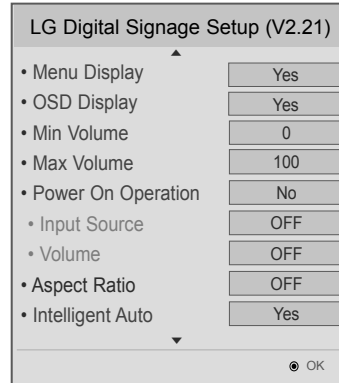 LG Digital Signage Setup (V2.21)
• Menu Display Yes
• OSD Display Yes
• Min Volume 0
• Max Volume 100
• Power On Operation No
• Input Source OFF
• Volume OFF
• Aspect Ratio OFF
• Intelligent Auto Yes
OK